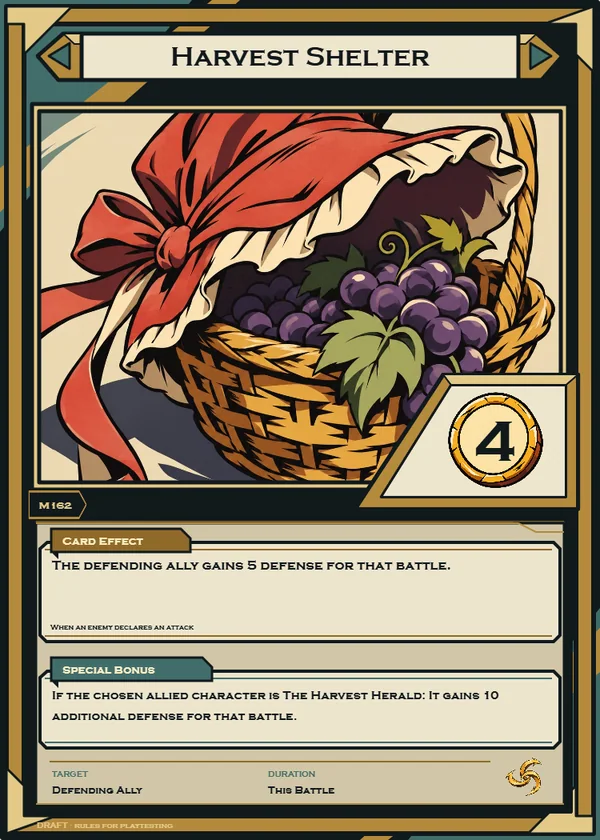 Harvest Shelter
4
M162
Card Effect
The defending ally gains 5 defense for that battle.
When an enemy declares an attack
Special Bonus
If the chosen allied character is The Harvest Herald: It gains 10
additional defense for that battle.
Target
Duration
Defending Ally
This Battle
DRAFT · Rules for playtesting